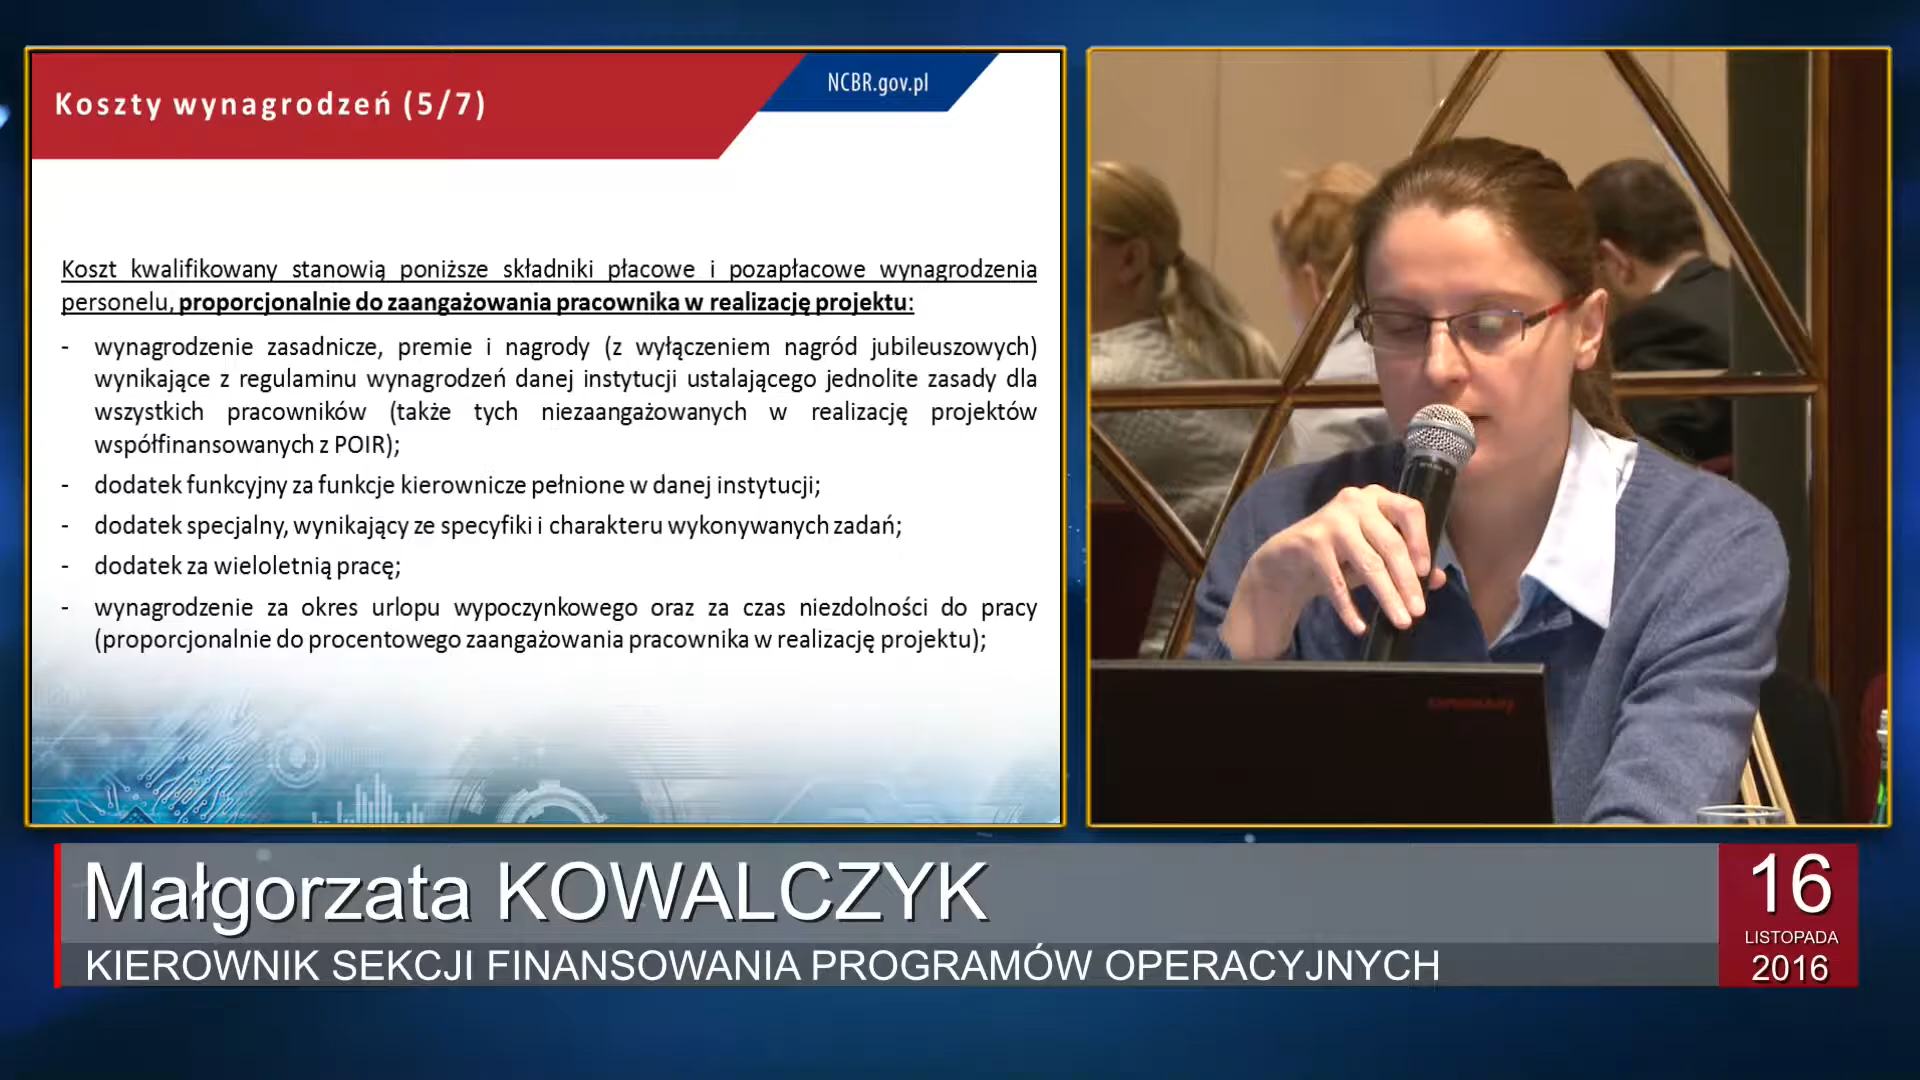 Koszty wynagrodzeń (5/7)
NCBR.gov.pl
Koszt kwalifikowany stanowią poniższe składniki płacowe i pozapłacowe wynagrodzenia
personelu, proporcjonalnie do zaangażowania pracownika w realizację projektu:
- wynagrodzenie zasadnicze, premie i nagrody (z wyłączeniem nagród jubileuszowych)
wynikające z regulaminu wynagrodzeń danej instytucji ustalającego jednolite zasady dla
wszystkich pracowników (także tych niezaangażowanych w realizację projektów
współfinansowanych z POIR);
- dodatek funkcyjny za funkcje kierownicze pełnione w danej instytucji;
- dodatek specjalny, wynikający ze specyfiki i charakteru wykonywanych zadań;
- dodatek za wieloletnią pracę;
- wynagrodzenie za okres urlopu wypoczynkowego oraz za czas niezdolności do pracy
(proporcjonalnie do procentowego zaangażowania pracownika w realizację projektu);
Małgorzata KOWALCZYK
KIEROWNIK SEKCJI FINANSOWANIA PROGRAMÓW OPERACYJNYCH
16
LISTOPADA
2016